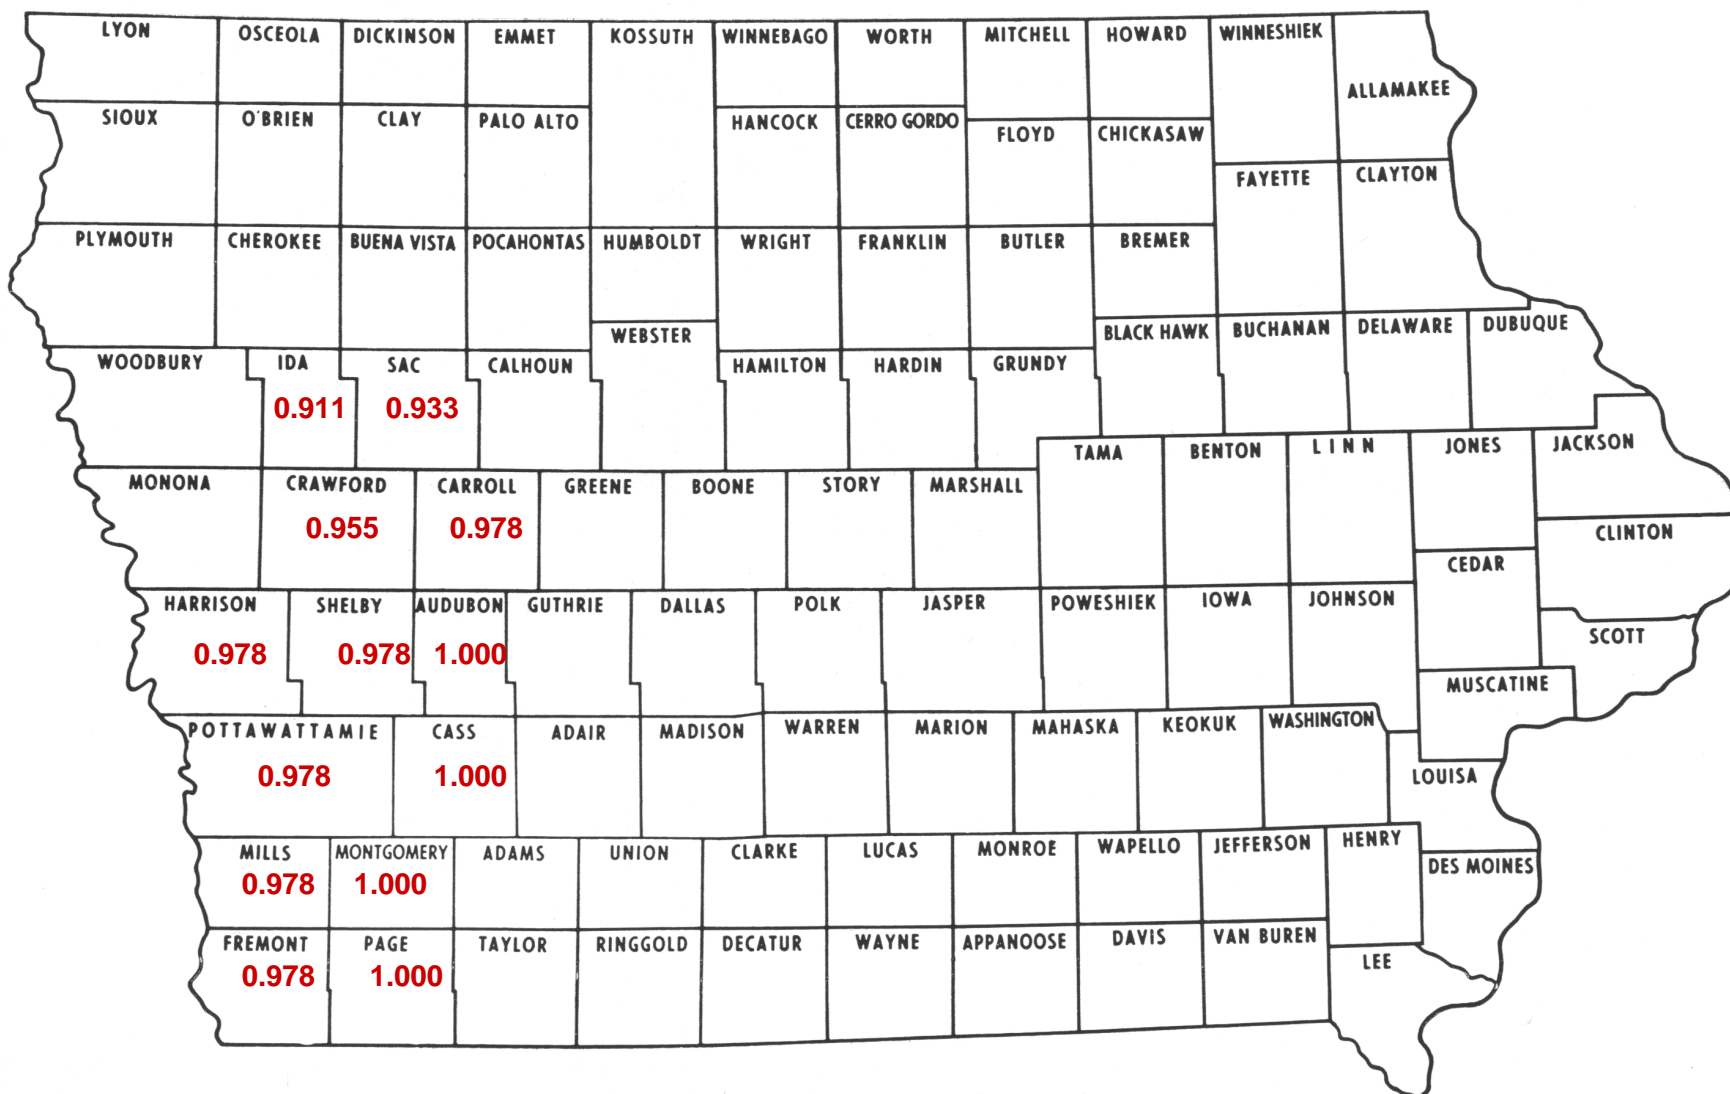 LYON OSCEOLA DICKINSON EMMET KOSSUTH WINNEBAGO WORTH MITCHELL HOWARD WINNESHIEK
ALLAMAKEE
SIOUX O'BRIEN CLAY PALO ALTO HANCOCK CERRO GORDO FLOYD CHICKASAW
FAYETTE CLAYTON
PLYMOUTH CHEROKEE BUENA VISTA POCAHONTAS HUMBOLDT WRIGHT FRANKLIN BUTLER BREMER
WEBSTER BLACK HAWK BUCHANAN DELAWARE DUBUQUE
WOODBURY IDA SAC CALHOUN HAMILTON HARDIN GRUNDY
0.911 0.933
TAMA BENTON LINN JONES JACKSON
MONONA CRAWFORD CARROLL GREENE BOONE STORY MARSHALL
0.955 0.978
CLINTON
CEDAR
HARRISON SHELBY AUDUBON GUTHRIE DALLAS POLK JASPER POWESHIEK IOWA JOHNSON
SCOTT
0.978 0.978 1.000
MUSCATINE
POTTAWATTAMIE CASS ADAIR MADISON WARREN MARION MAHASKA KEOKUK WASHINGTON
0.978 1.000
LOUISA
MILLS MONTGOMERY ADAMS UNION CLARKE LUCAS MONROE WAPELLO JEFFERSON HENRY
DES MOINES
0.978 1.000
FREMONT PAGE TAYLOR RINGGOLD DECATUR WAYNE APPANOOSE DAVIS VAN BUREN
LEE
0.978 1.000